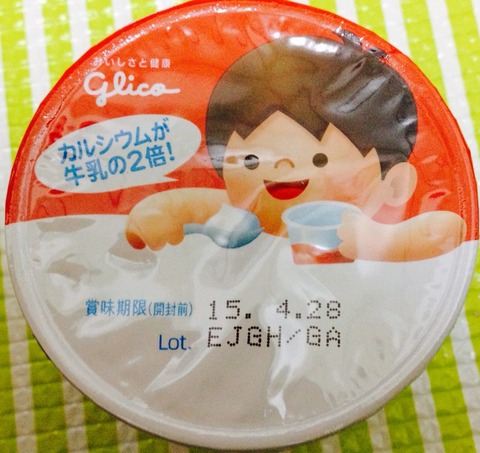 おいしさと健康
Glico
カルシウムが
牛乳の2倍!
賞味期限(開封前) 15. 4.28
Lot. EJGH/GA